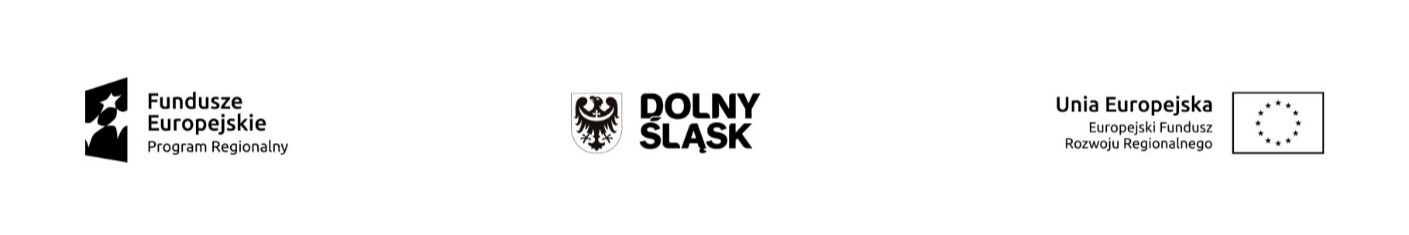 Fundusze
Europejskie
Program Regionalny
DOLNY
ŚLĄSK
Unia Europejska
Europejski Fundusz
Rozwoju Regionalnego